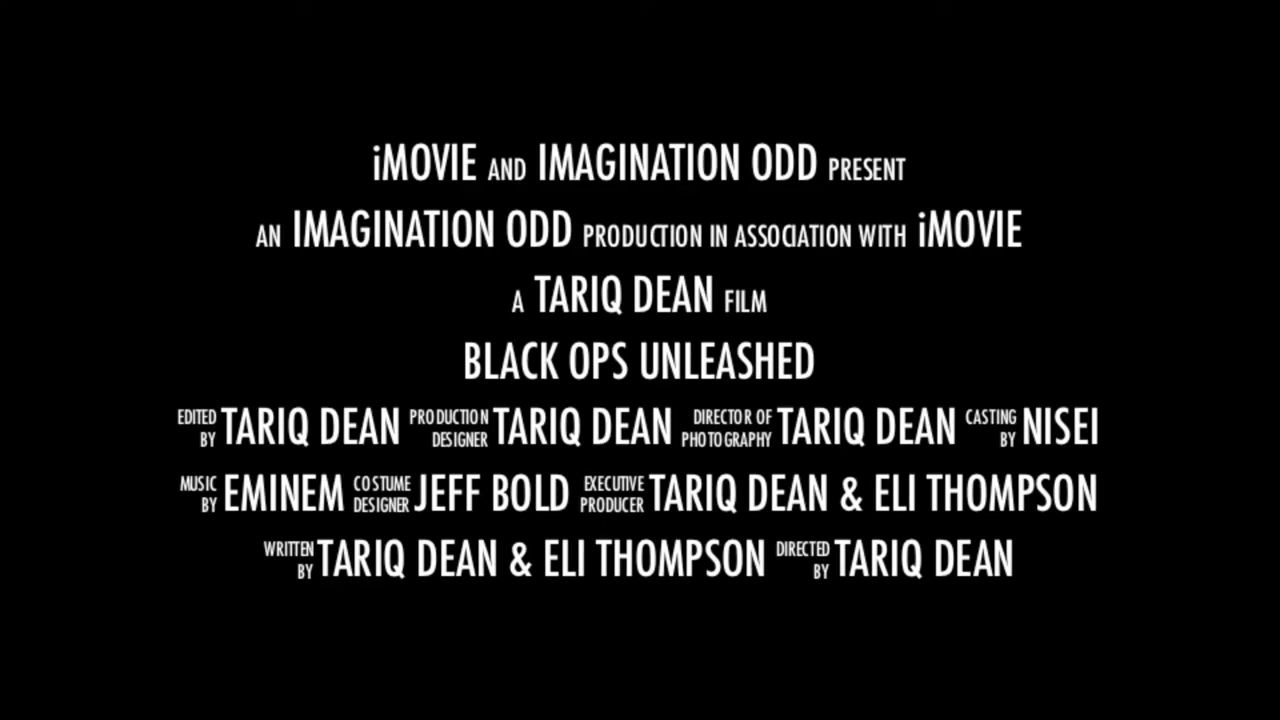 iMOVIE AND IMAGINATION ODD PRESENT
AN IMAGINATION ODD PRODUCTION IN ASSOCIATION WITH iMOVIE
A TARIQ DEAN FILM
BLACK OPS UNLEASHED
EDITED BY TARIQ DEAN PRODUCTION DESIGNER TARIQ DEAN DIRECTOR OF PHOTOGRAPHY TARIQ DEAN CASTING BY NISEI
MUSIC BY EMINEM COSTUME DESIGNER JEFF BOLD EXECUTIVE PRODUCER TARIQ DEAN & ELI THOMPSON
WRITTEN BY TARIQ DEAN & ELI THOMPSON DIRECTED BY TARIQ DEAN